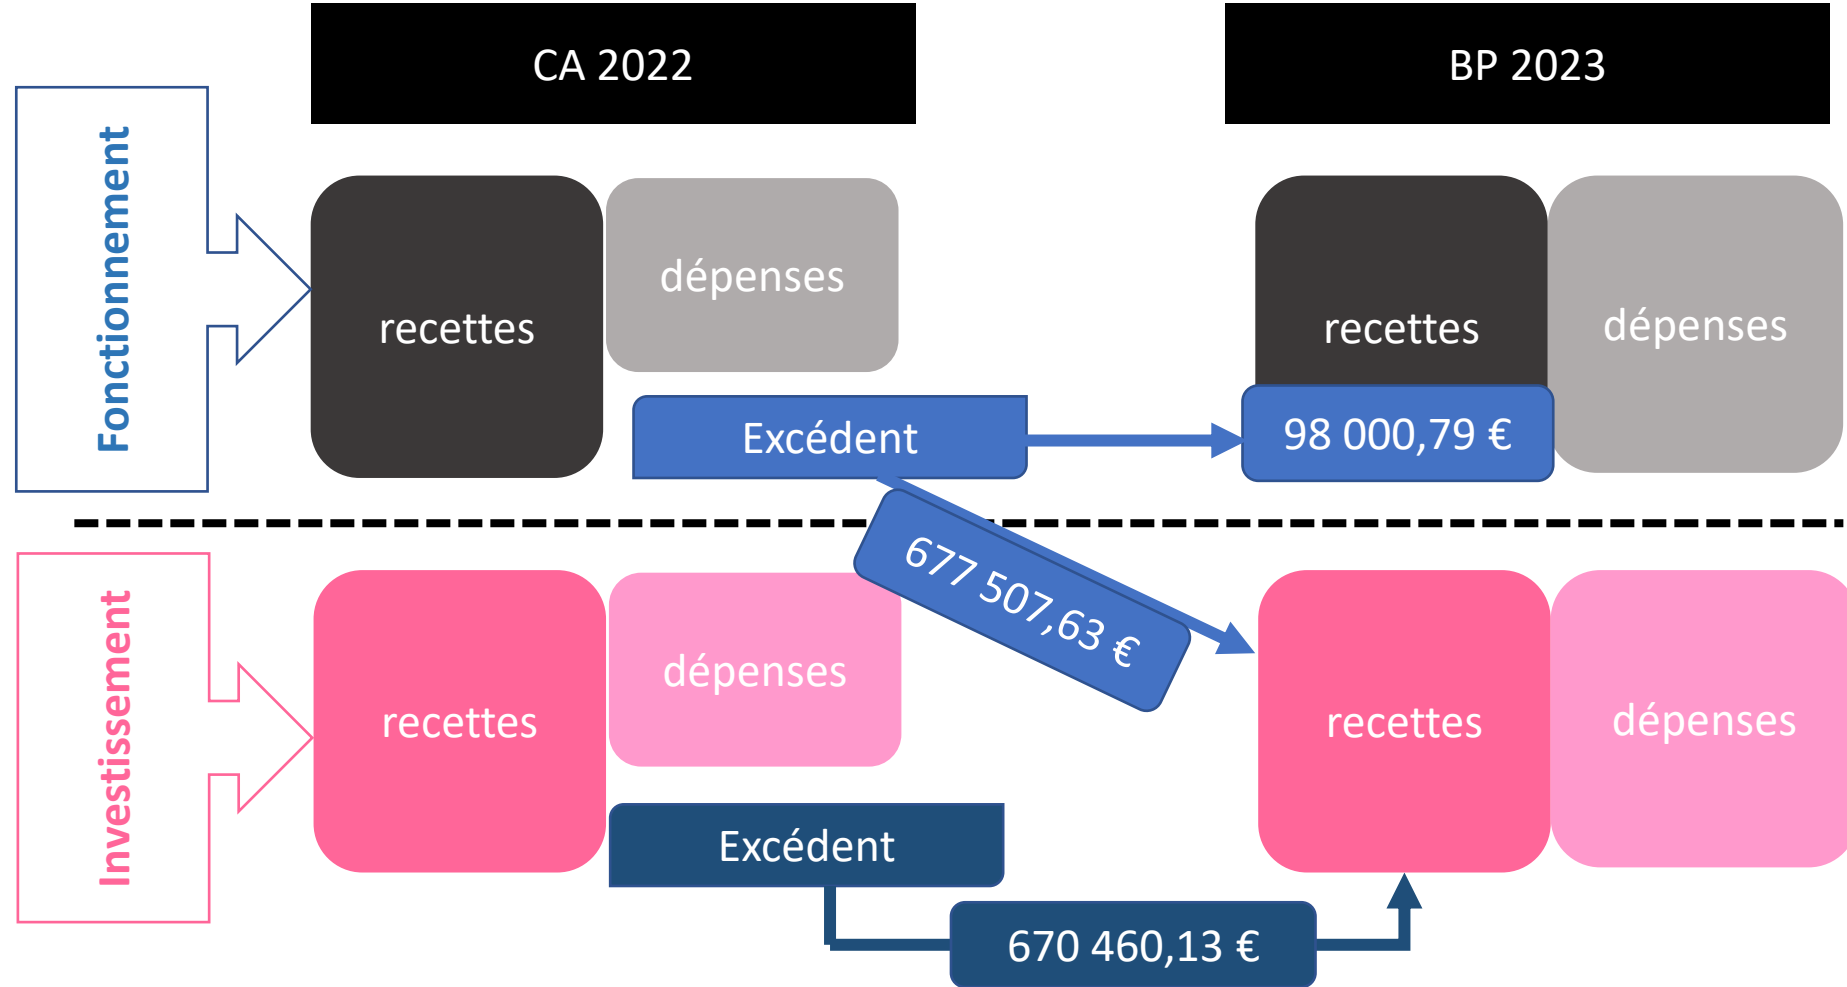 CA 2022
BP 2023
Fonctionnement
recettes
dépenses
recettes
dépenses
Excédent
98 000,79 €
677 507,63 €
Investissement
recettes
dépenses
recettes
dépenses
Excédent
670 460,13 €